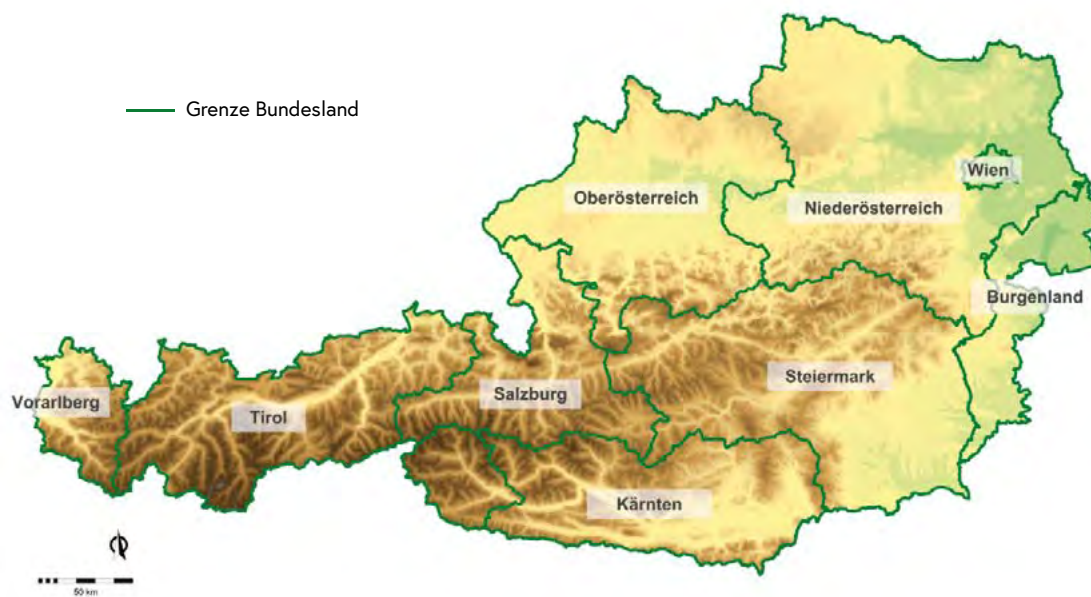 Grenze Bundesland
Wien
Oberösterreich
Niederösterreich
Burgenland
Steiermark
Salzburg
Vorarlberg
Tirol
Kärnten
50 km